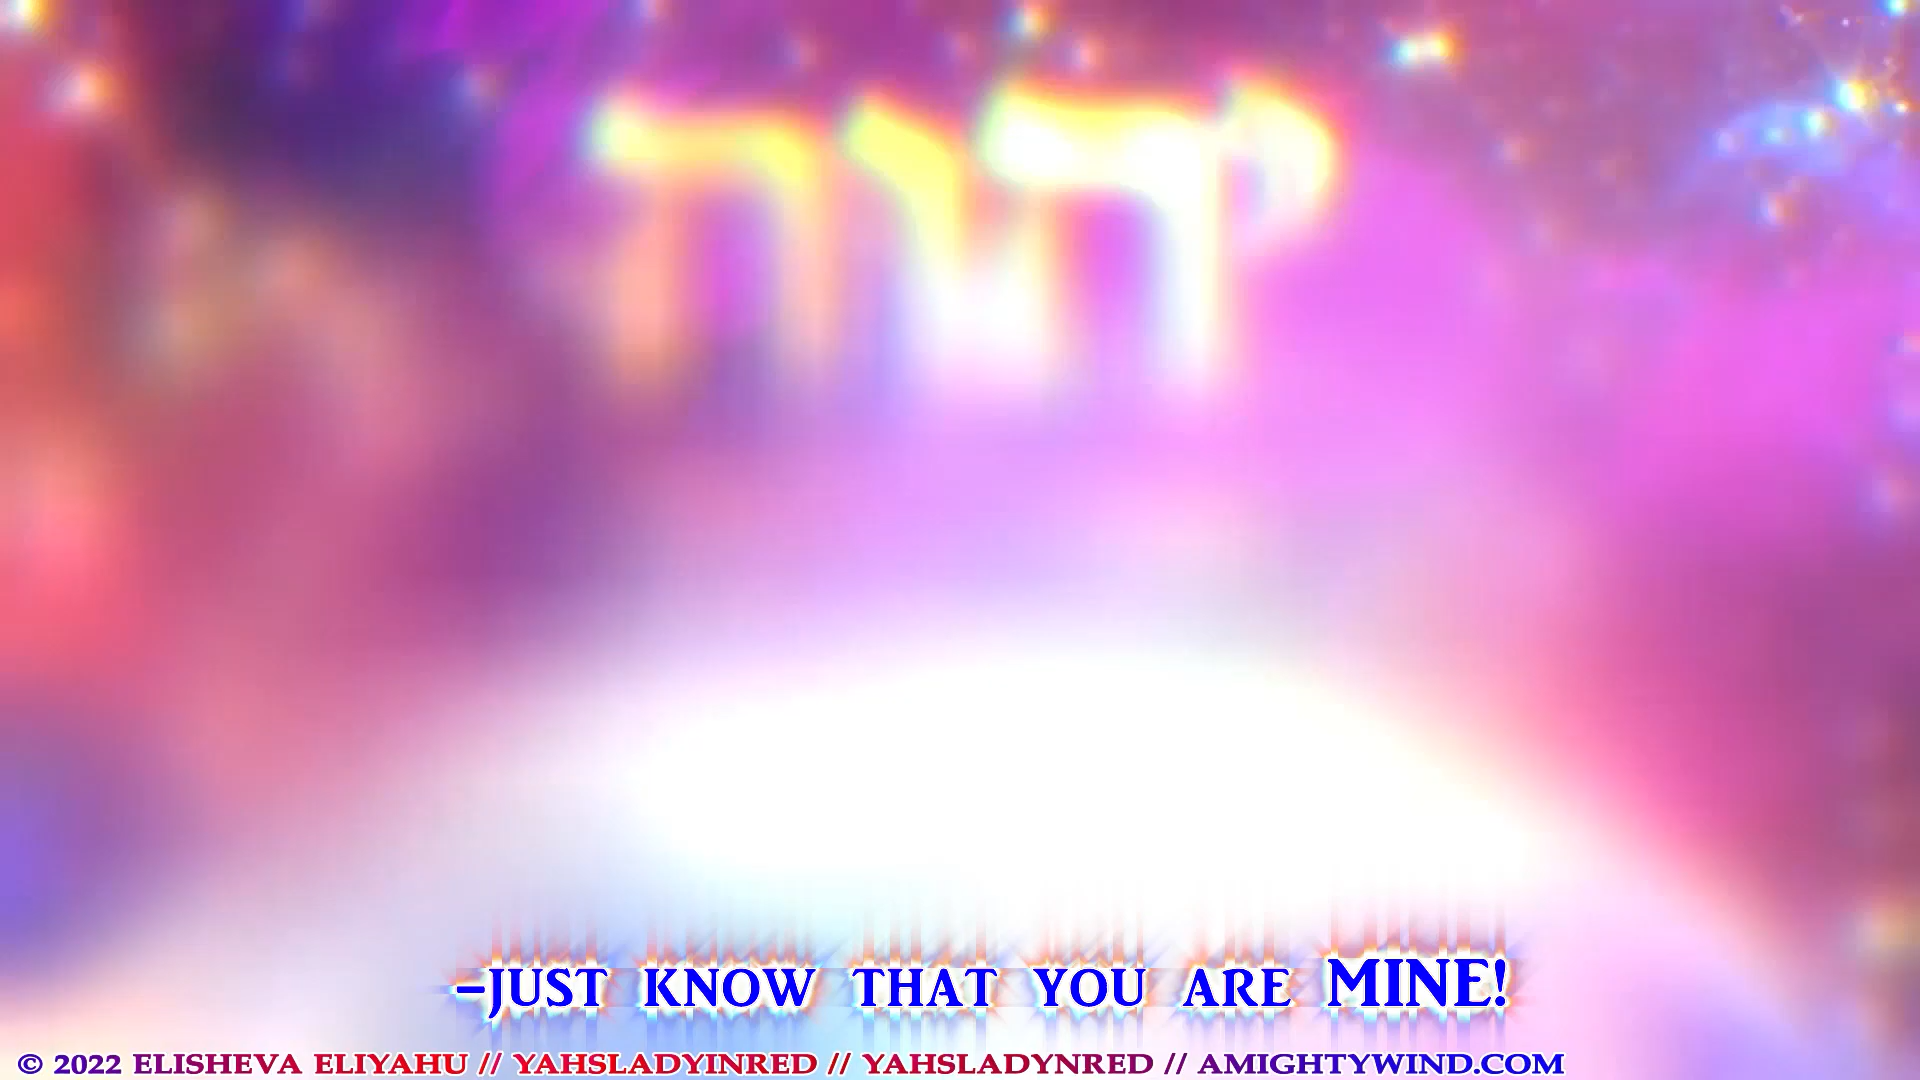 יהוה
–JUST KNOW THAT YOU ARE MINE!
© 2022 ELISHEVA ELIYAHU // YAHSLADYINRED // YAHSLADYNRED // AMIGHTYWIND.COM